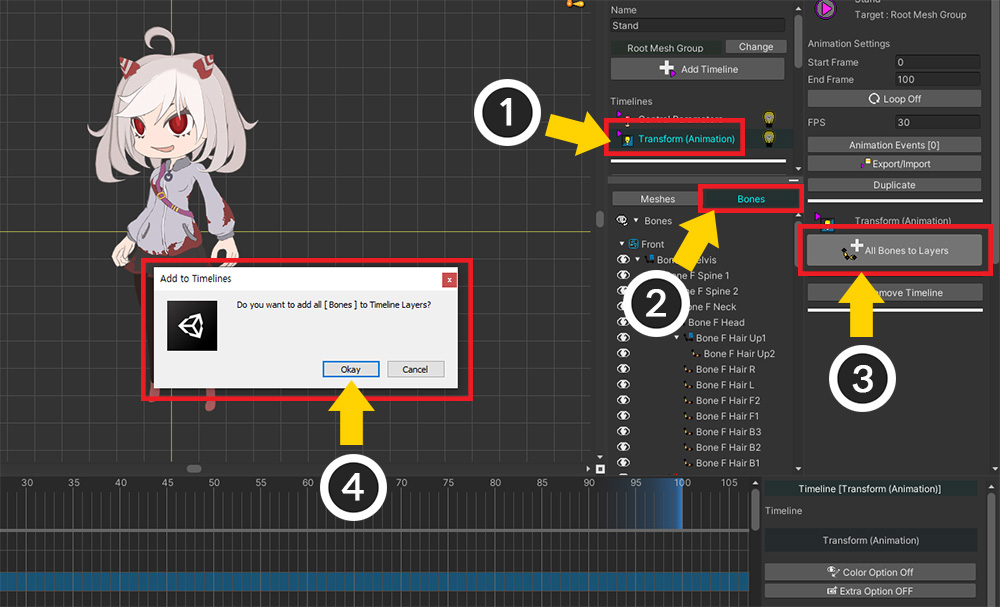 Name
Stand
Root Mesh Group
Change
Add Timeline
Timelines
Control Parameters
Transform (Animation)
Meshes
Bones
Bones
Front
Bone F Spine 1
Spine 2
Neck
Bone F Head
Bone F Hair Up1
Bone F Hair Up2
Bone F Hair R
Bone F Hair L
Bone F Hair F2
Bone F Hair F1
Bone F Hair B3
Bone F Hair B2
Bone F Hair B1
Stand
Target : Root Mesh Group
Animation Settings
Start Frame 0
End Frame 100
Loop Off
FPS 30
Animation Events [0]
Export/Import
Duplicate
Transform (Animation)
All Bones to Layers
Timeline
1
2
3
4
Add to Timelines
x
Do you want to add all [ Bones ] to Timeline Layers?
Okay
Cancel
30 35 40 45 50 55 60 65 70 75 80 85 90 95 100 105
Timeline [Transform (Animation)]
Timeline
Transform (Animation)
Color Option Off
Extra Option OFF